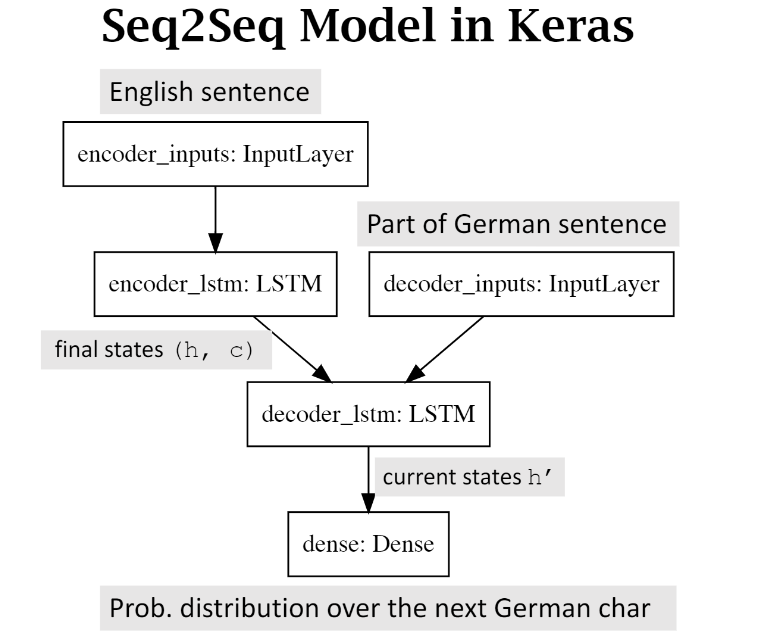 Seq2Seq Model in Keras
English sentence
encoder_inputs: InputLayer
Part of German sentence
encoder_lstm: LSTM
decoder_inputs: InputLayer
final states (h, c)
decoder_lstm: LSTM
current states h’
dense: Dense
Prob. distribution over the next German char